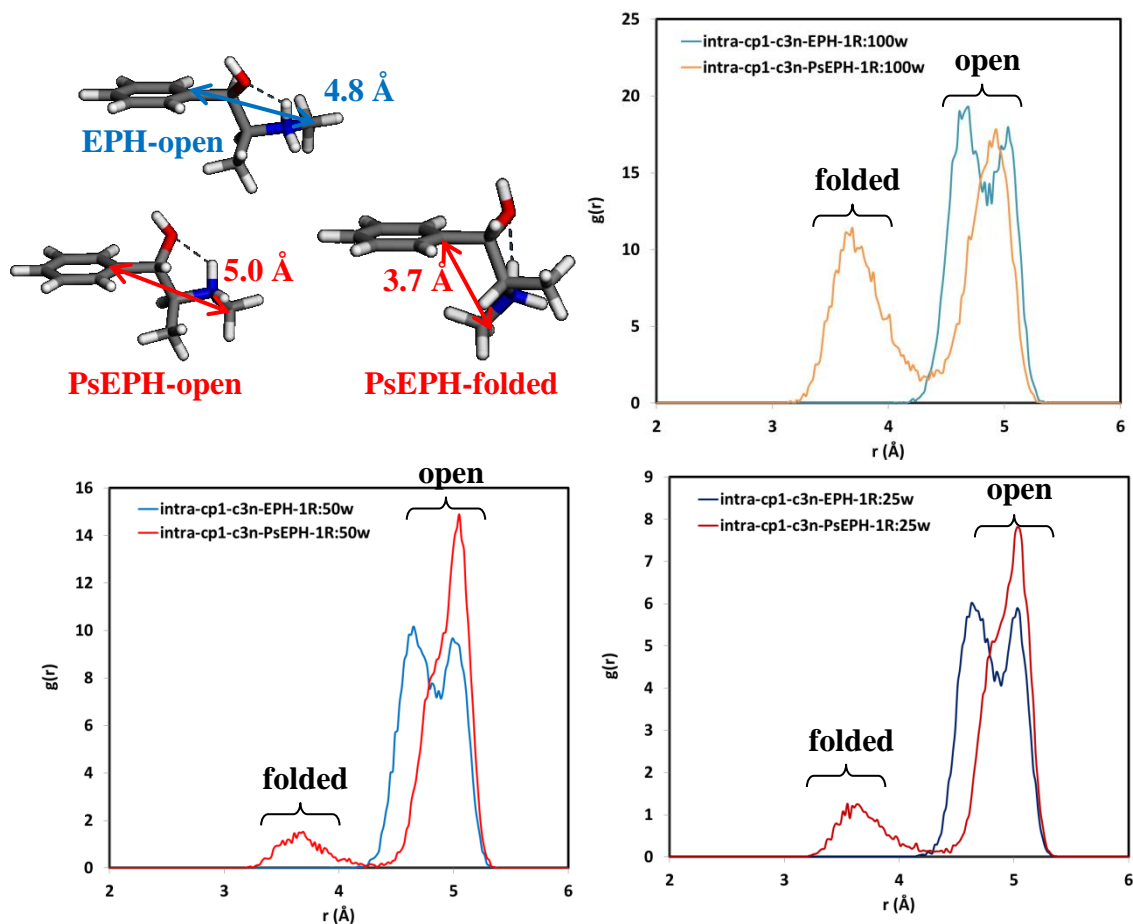 4.8 Å
EPH-open
5.0 Å
PsEPH-open
3.7 Å
PsEPH-folded
intra-cp1-c3n-EPH-1R:100w
intra-cp1-c3n-PsEPH-1R:100w
open
folded
25
20
15
10
5
0
g(r)
2 3 4 5 6
r (Å)
open
intra-cp1-c3n-EPH-1R:50w
intra-cp1-c3n-PsEPH-1R:50w
folded
16
14
12
10
8
6
4
2
0
g(r)
2 3 4 5 6
r (Å)
intra-cp1-c3n-EPH-1R:25w
intra-cp1-c3n-PsEPH-1R:25w
open
folded
9
8
7
6
5
4
3
2
1
0
g(r)
2 3 4 5 6
r (Å)